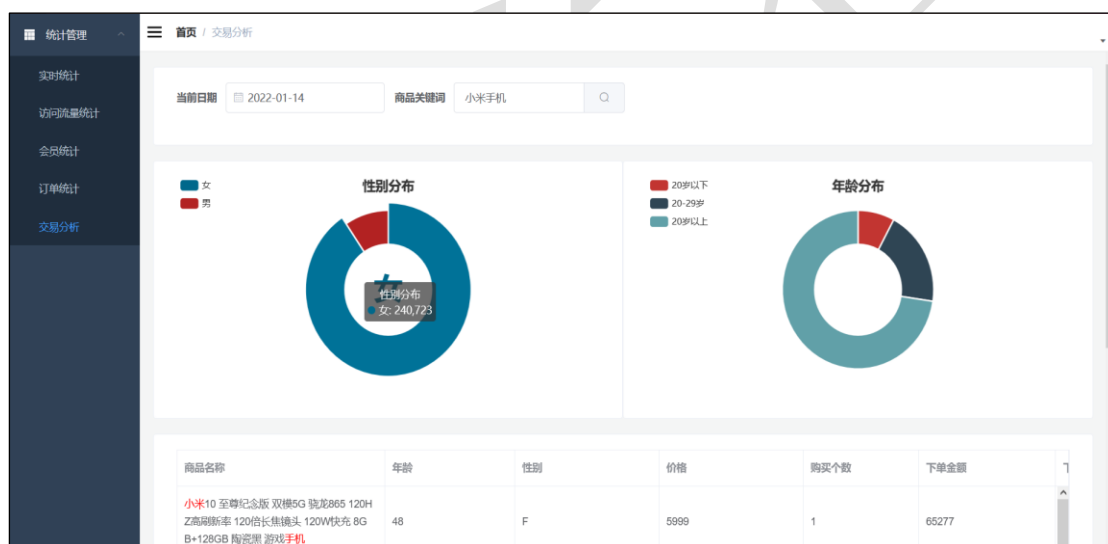 统计管理
首页 / 交易分析
实时统计
访问流量统计
会员统计
订单统计
交易分析
当前日期 2022-01-14 商品关键词 小米手机
女
男
性别分布
女
性别分布
女: 240,723
20岁以下
20-29岁
20岁以上
年龄分布
商品名称 年龄 性别 价格 购买个数 下单金额
小米10 至尊纪念版 双模5G 骁龙865 120H
Z高刷新率 120倍长焦镜头 120W快充 8G
B+128GB 陶瓷黑 游戏手机
48 F 5999 1 65277